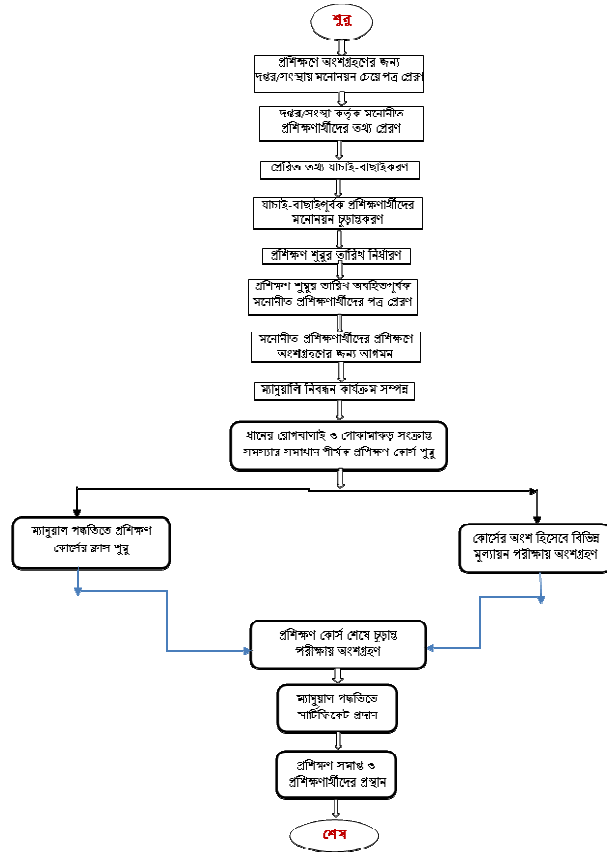 শুরু
প্রশিক্ষণে অংশগ্রহণের জন্য
দপ্তর/সংস্থায় মনোনয়ন চেয়ে পত্র প্রেরণ
দপ্তর/সংস্থা কর্তৃক মনোনীত
প্রশিক্ষণার্থীদের তথ্য প্রেরণ
প্রেরিত তথ্য যাচাই-বাছাইকরণ
যাচাই-বাছাইপূর্বক প্রশিক্ষণার্থীদের
মনোনয়ন চূড়ান্তকরণ
প্রশিক্ষণ শুরুর তারিখ নির্ধারণ
প্রশিক্ষণ শুরুর তারিখ অবহিতপূর্বক
মনোনীত প্রশিক্ষণার্থীদের পত্র প্রেরণ
মনোনীত প্রশিক্ষণার্থীদের প্রশিক্ষণে
অংশগ্রহণের জন্য আগমন
ম্যানুয়ালি নিবন্ধন কার্যক্রম সম্পন্ন
ধানের রোগবালাই ও পোকামাকড় সংক্রান্ত
সমস্যার সমাধান শীর্ষক প্রশিক্ষণ কোর্স শুরু
ম্যানুয়াল পদ্ধতিতে প্রশিক্ষণ
কোর্সের ক্লাস শুরু
কোর্সের অংশ হিসেবে বিভিন্ন
মূল্যায়ন পরীক্ষায় অংশগ্রহণ
প্রশিক্ষণ কোর্স শেষে চূড়ান্ত
পরীক্ষায় অংশগ্রহণ
ম্যানুয়াল পদ্ধতিতে
সার্টিফিকেট প্রদান
প্রশিক্ষণ সমাপ্ত ও
প্রশিক্ষণার্থীদের প্রস্থান
শেষ